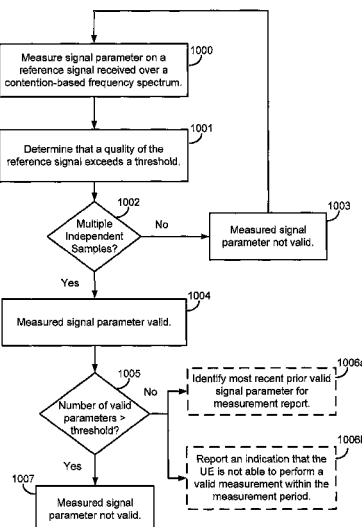 1000
Measure signal parameter on a
reference signal received over a
contention-based frequency spectrum.
1001
Determine that a quality of the
reference signal exceeds a threshold.
1002
Multiple
Independent
Samples?
No
1003
Measured signal
parameter not valid.
Yes
1004
Measured signal parameter valid.
1005
Number of valid
parameters >
threshold?
No
1006a
Identify most recent prior valid
signal parameter for
measurement report.
1006b
Report an indication that the
UE is not able to perform a
valid measurement within the
measurement period.
Yes
1007
Measured signal
parameter not valid.